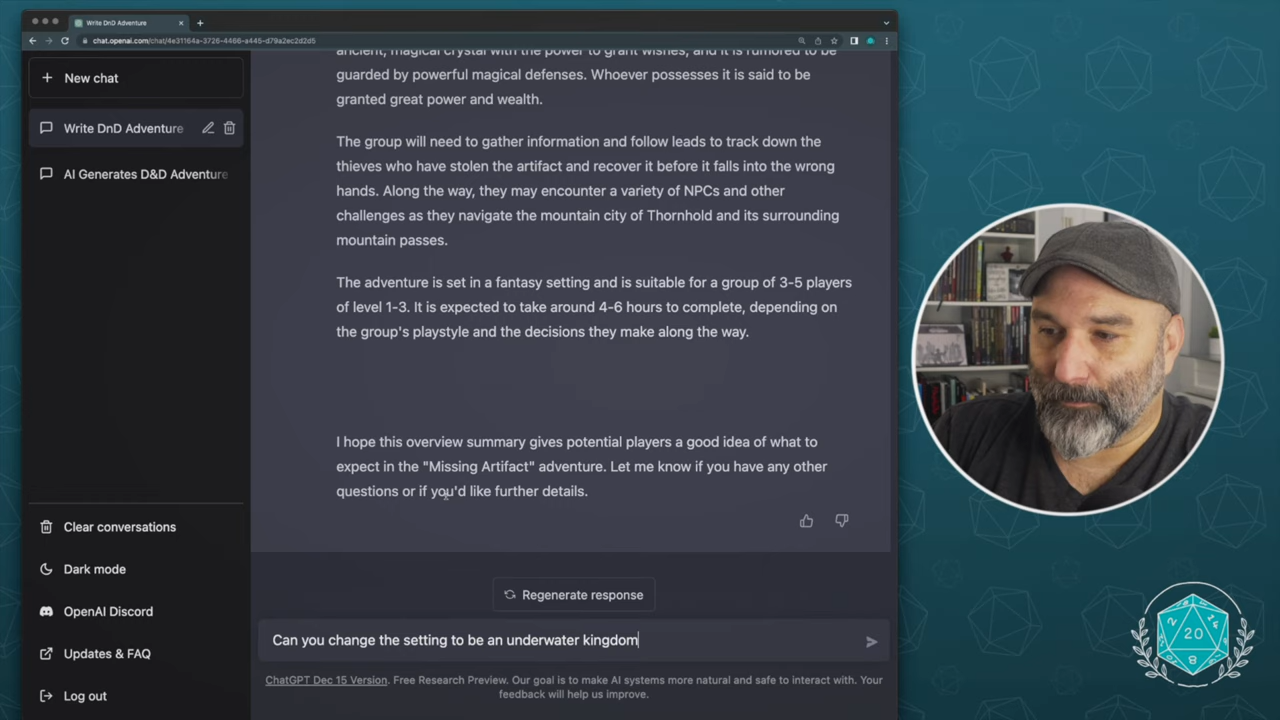 Write DnD Adventure
chat.openai.com/chat/4e31164a-3726-4466-a445-d79a2ec2d2d5
New chat
Write DnD Adventure
AI Generates D&D Adventure
ancient, magical crystal with the power to grant wishes, and it is rumored to be
guarded by powerful magical defenses. Whoever possesses it is said to be
granted great power and wealth.
The group will need to gather information and follow leads to track down the
thieves who have stolen the artifact and recover it before it falls into the wrong
hands. Along the way, they may encounter a variety of NPCs and other
challenges as they navigate the mountain city of Thornhold and its surrounding
mountain passes.
The adventure is set in a fantasy setting and is suitable for a group of 3-5 players
of level 1-3. It is expected to take around 4-6 hours to complete, depending on
the group's playstyle and the decisions they make along the way.
I hope this overview summary gives potential players a good idea of what to
expect in the "Missing Artifact" adventure. Let me know if you have any other
questions or if you'd like further details.
Regenerate response
Can you change the setting to be an underwater kingdom
ChatGPT Dec 15 Version. Free Research Preview. Our goal is to make AI systems more natural and safe to interact with. Your
feedback will help us improve.
Clear conversations
Dark mode
OpenAI Discord
Updates & FAQ
Log out
2
14
20
8